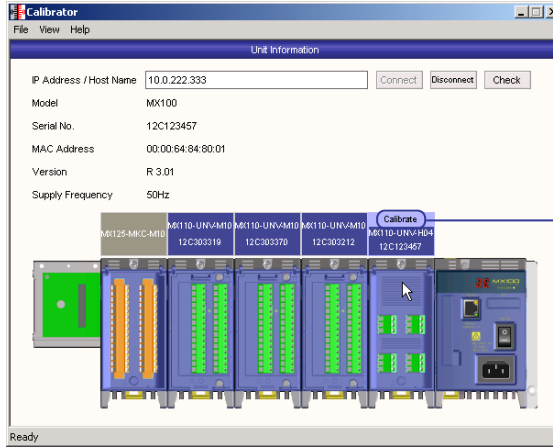 Calibrator
File View Help
Unit Information
IP Address / Host Name 10.0.222.333 Connect Disconnect Check
Model MX100
Serial No. 12C123457
MAC Address 00:00:64:84:80:01
Version R 3.01
Supply Frequency 50Hz
Calibrate
MX125-MKC-M10 MX110-UNV-M10 MX110-UNV-M10 MX110-UNV-M10 MX110-UNV-H04
12C303319 12C303370 12C303212 12C123457
MX100
Ready